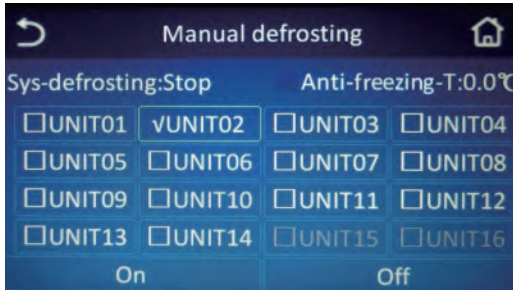 Manual defrosting
Sys-defrosting:Stop Anti-freezing-T:0.0℃
☐UNIT01 √UNIT02 ☐UNIT03 ☐UNIT04
☐UNIT05 ☐UNIT06 ☐UNIT07 ☐UNIT08
☐UNIT09 ☐UNIT10 ☐UNIT11 ☐UNIT12
☐UNIT13 ☐UNIT14 ☐UNIT15 ☐UNIT16
On Off